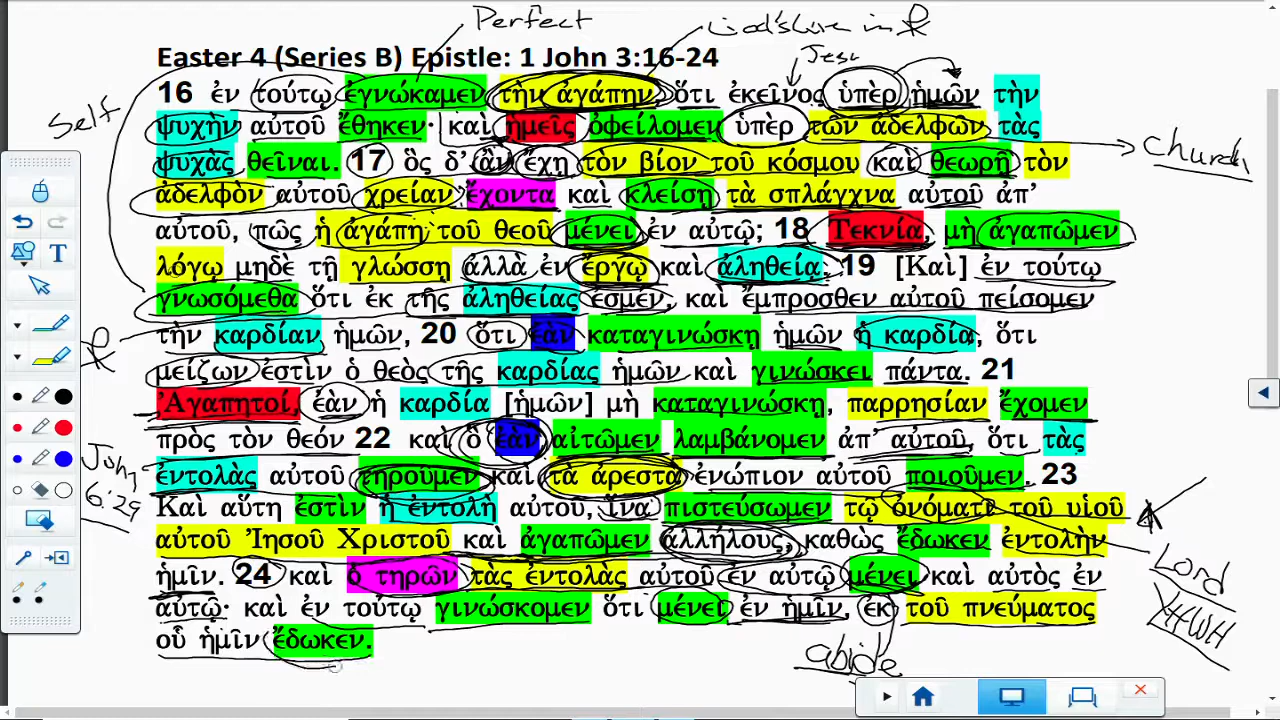 Perfect
God's love in
Easter 4 (Series B) Epistle: 1 John 3:16-24
Jesu
Self
16 ἐν τούτῳ ἐγνώκαμεν τὴν ἀγάπην, ὅτι ἐκεῖνος ὑπὲρ ἡμῶν τὴν
ψυχὴν αὐτοῦ ἔθηκεν· καὶ ἡμεῖς ὀφείλομεν ὑπὲρ τῶν ἀδελφῶν τὰς
church
ψυχὰς θεῖναι. 17 ὃς δ’ ἂν ἔχῃ τὸν βίον τοῦ κόσμου καὶ θεωρῇ τὸν
ἀδελφὸν αὐτοῦ χρείαν ἔχοντα καὶ κλείσῃ τὰ σπλάγχνα αὐτοῦ ἀπ’
αὐτοῦ, πῶς ἡ ἀγάπη τοῦ θεοῦ μένει ἐν αὐτῷ; 18 Τεκνία, μὴ ἀγαπῶμεν
λόγῳ μηδὲ τῇ γλώσσῃ ἀλλὰ ἐν ἔργῳ καὶ ἀληθείᾳ. 19 [Καὶ] ἐν τούτῳ
γνωσόμεθα ὅτι ἐκ τῆς ἀληθείας ἐσμέν, καὶ ἔμπροσθεν αὐτοῦ πείσομεν
τὴν καρδίαν ἡμῶν, 20 ὅτι ἐὰν καταγινώσκῃ ἡμῶν ἡ καρδία, ὅτι
μείζων ἐστὶν ὁ θεὸς τῆς καρδίας ἡμῶν καὶ γινώσκει πάντα. 21
Ἀγαπητοί, ἐὰν ἡ καρδία [ἡμῶν] μὴ καταγινώσκῃ, παρρησίαν ἔχομεν
πρὸς τὸν θεόν 22 καὶ ὃ ἐὰν αἰτῶμεν λαμβάνομεν ἀπ’ αὐτοῦ, ὅτι τὰς
John
6:29
ἐντολὰς αὐτοῦ τηροῦμεν καὶ τὰ ἀρεστὰ ἐνώπιον αὐτοῦ ποιοῦμεν. 23
Καὶ αὕτη ἐστὶν ἡ ἐντολὴ αὐτοῦ, ἵνα πιστεύσωμεν τῷ ὀνόματι τοῦ υἱοῦ
αὐτοῦ Ἰησοῦ Χριστοῦ καὶ ἀγαπῶμεν ἀλλήλους, καθὼς ἔδωκεν ἐντολὴν
ἡμῖν. 24 καὶ ὁ τηρῶν τὰς ἐντολὰς αὐτοῦ ἐν αὐτῷ μένει καὶ αὐτὸς ἐν
αὐτῷ· καὶ ἐν τούτῳ γινώσκομεν ὅτι μένει ἐν ἡμῖν, ἐκ τοῦ πνεύματος
οὗ ἡμῖν ἔδωκεν.
Lord
YHWH
abide
T